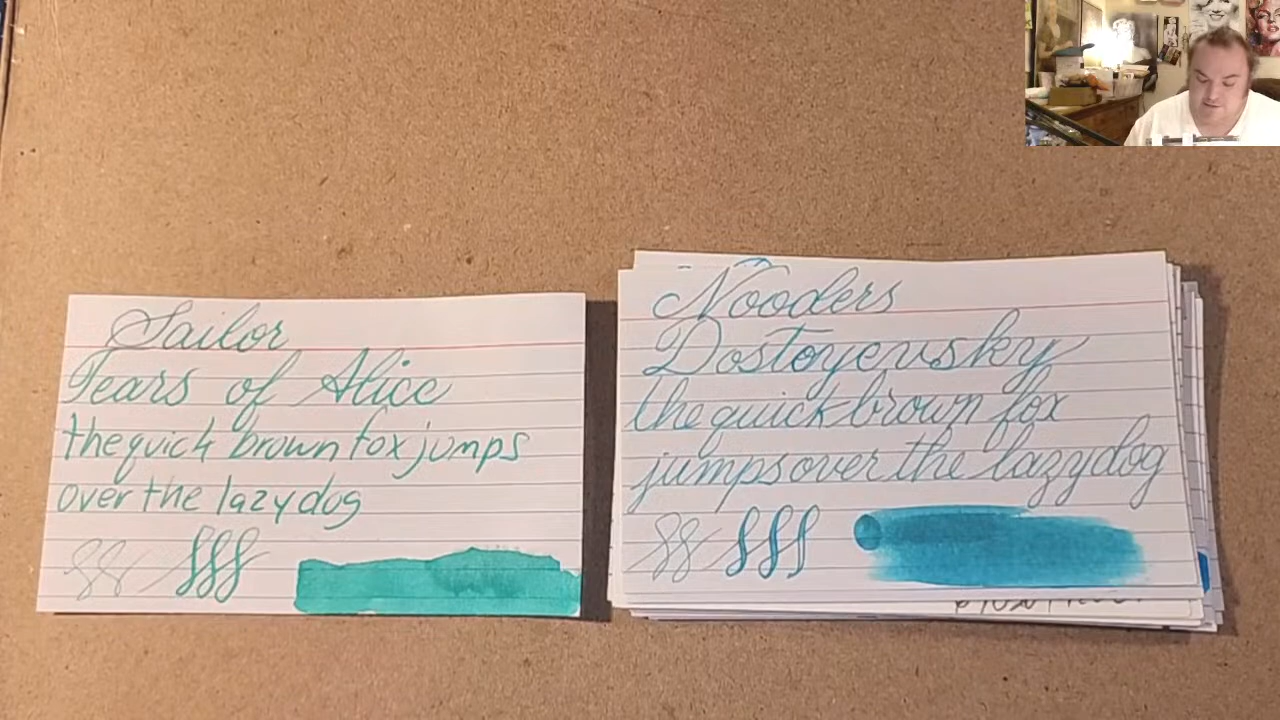 Sailor
Tears of Alice
the quick brown fox jumps
over the lazy dog
Nooders
Dostoyevsky
the quick brown fox
jumps over the lazy dog